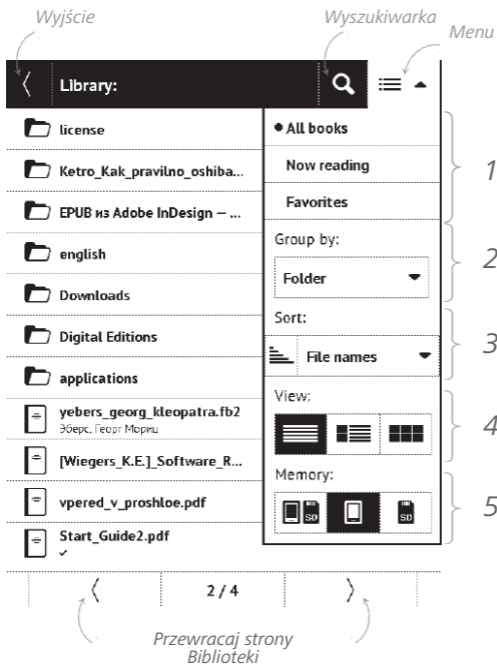 Wyjście
Wyszukiwarka
Menu
Library:
license
Ketro_Kak_pravilno_oshiba...
EPUB из Adobe InDesign — ...
english
Downloads
Digital Editions
applications
yebers_georg_kleopatra.fb2
Эберс, Георг Мориц
[Wiegers_K.E.]_Software_R...
vpered_v_proshloe.pdf
Start_Guide2.pdf
All books
Now reading
Favorites
1
Group by:
Folder
2
Sort:
File names
3
View:
4
Memory:
SD
SD
5
2 / 4
Przewracaj strony
Biblioteki